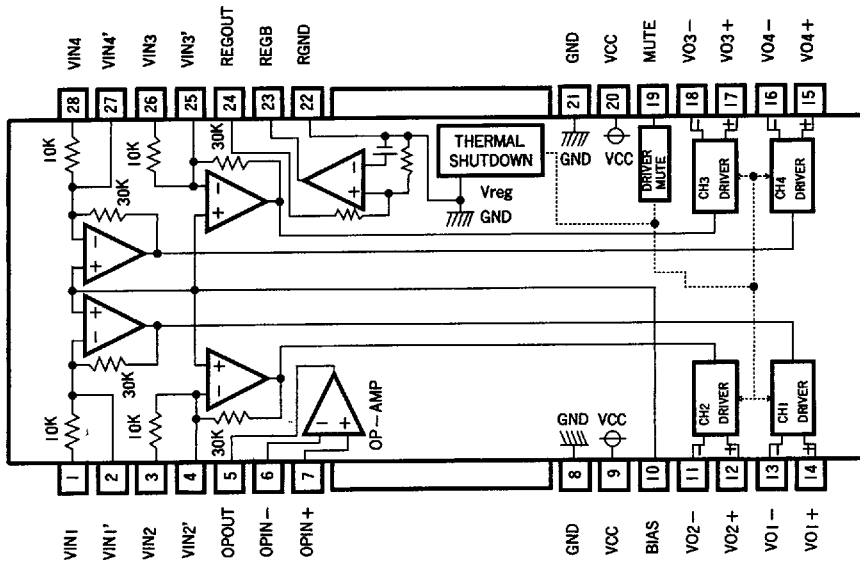 VIN4
VIN4'
VIN3
VIN3'
REGOUT
REGB
RGND
GND
VCC
MUTE
VO3-
VO3+
VO4-
VO4+
28
27
26
25
24
23
22
21
20
19
18
17
16
15
10K
30K
10K
30K
THERMAL
SHUTDOWN
Vreg
GND
GND
VCC
DRIVER
MUTE
CH3
DRIVER
CH4
DRIVER
- +
- +
- +
- +
+ -
+ -
+ -
- +
30K
10K
10K
30K
OP-AMP
GND
VCC
CH2
DRIVER
CH1
DRIVER
- +
- +
1
2
3
4
5
6
7
8
9
10
11
12
13
14
VIN1
VIN1'
VIN2
VIN2'
OPOUT
OPIN-
OPIN+
GND
VCC
BIAS
VO2-
VO2+
VO1-
VO1+